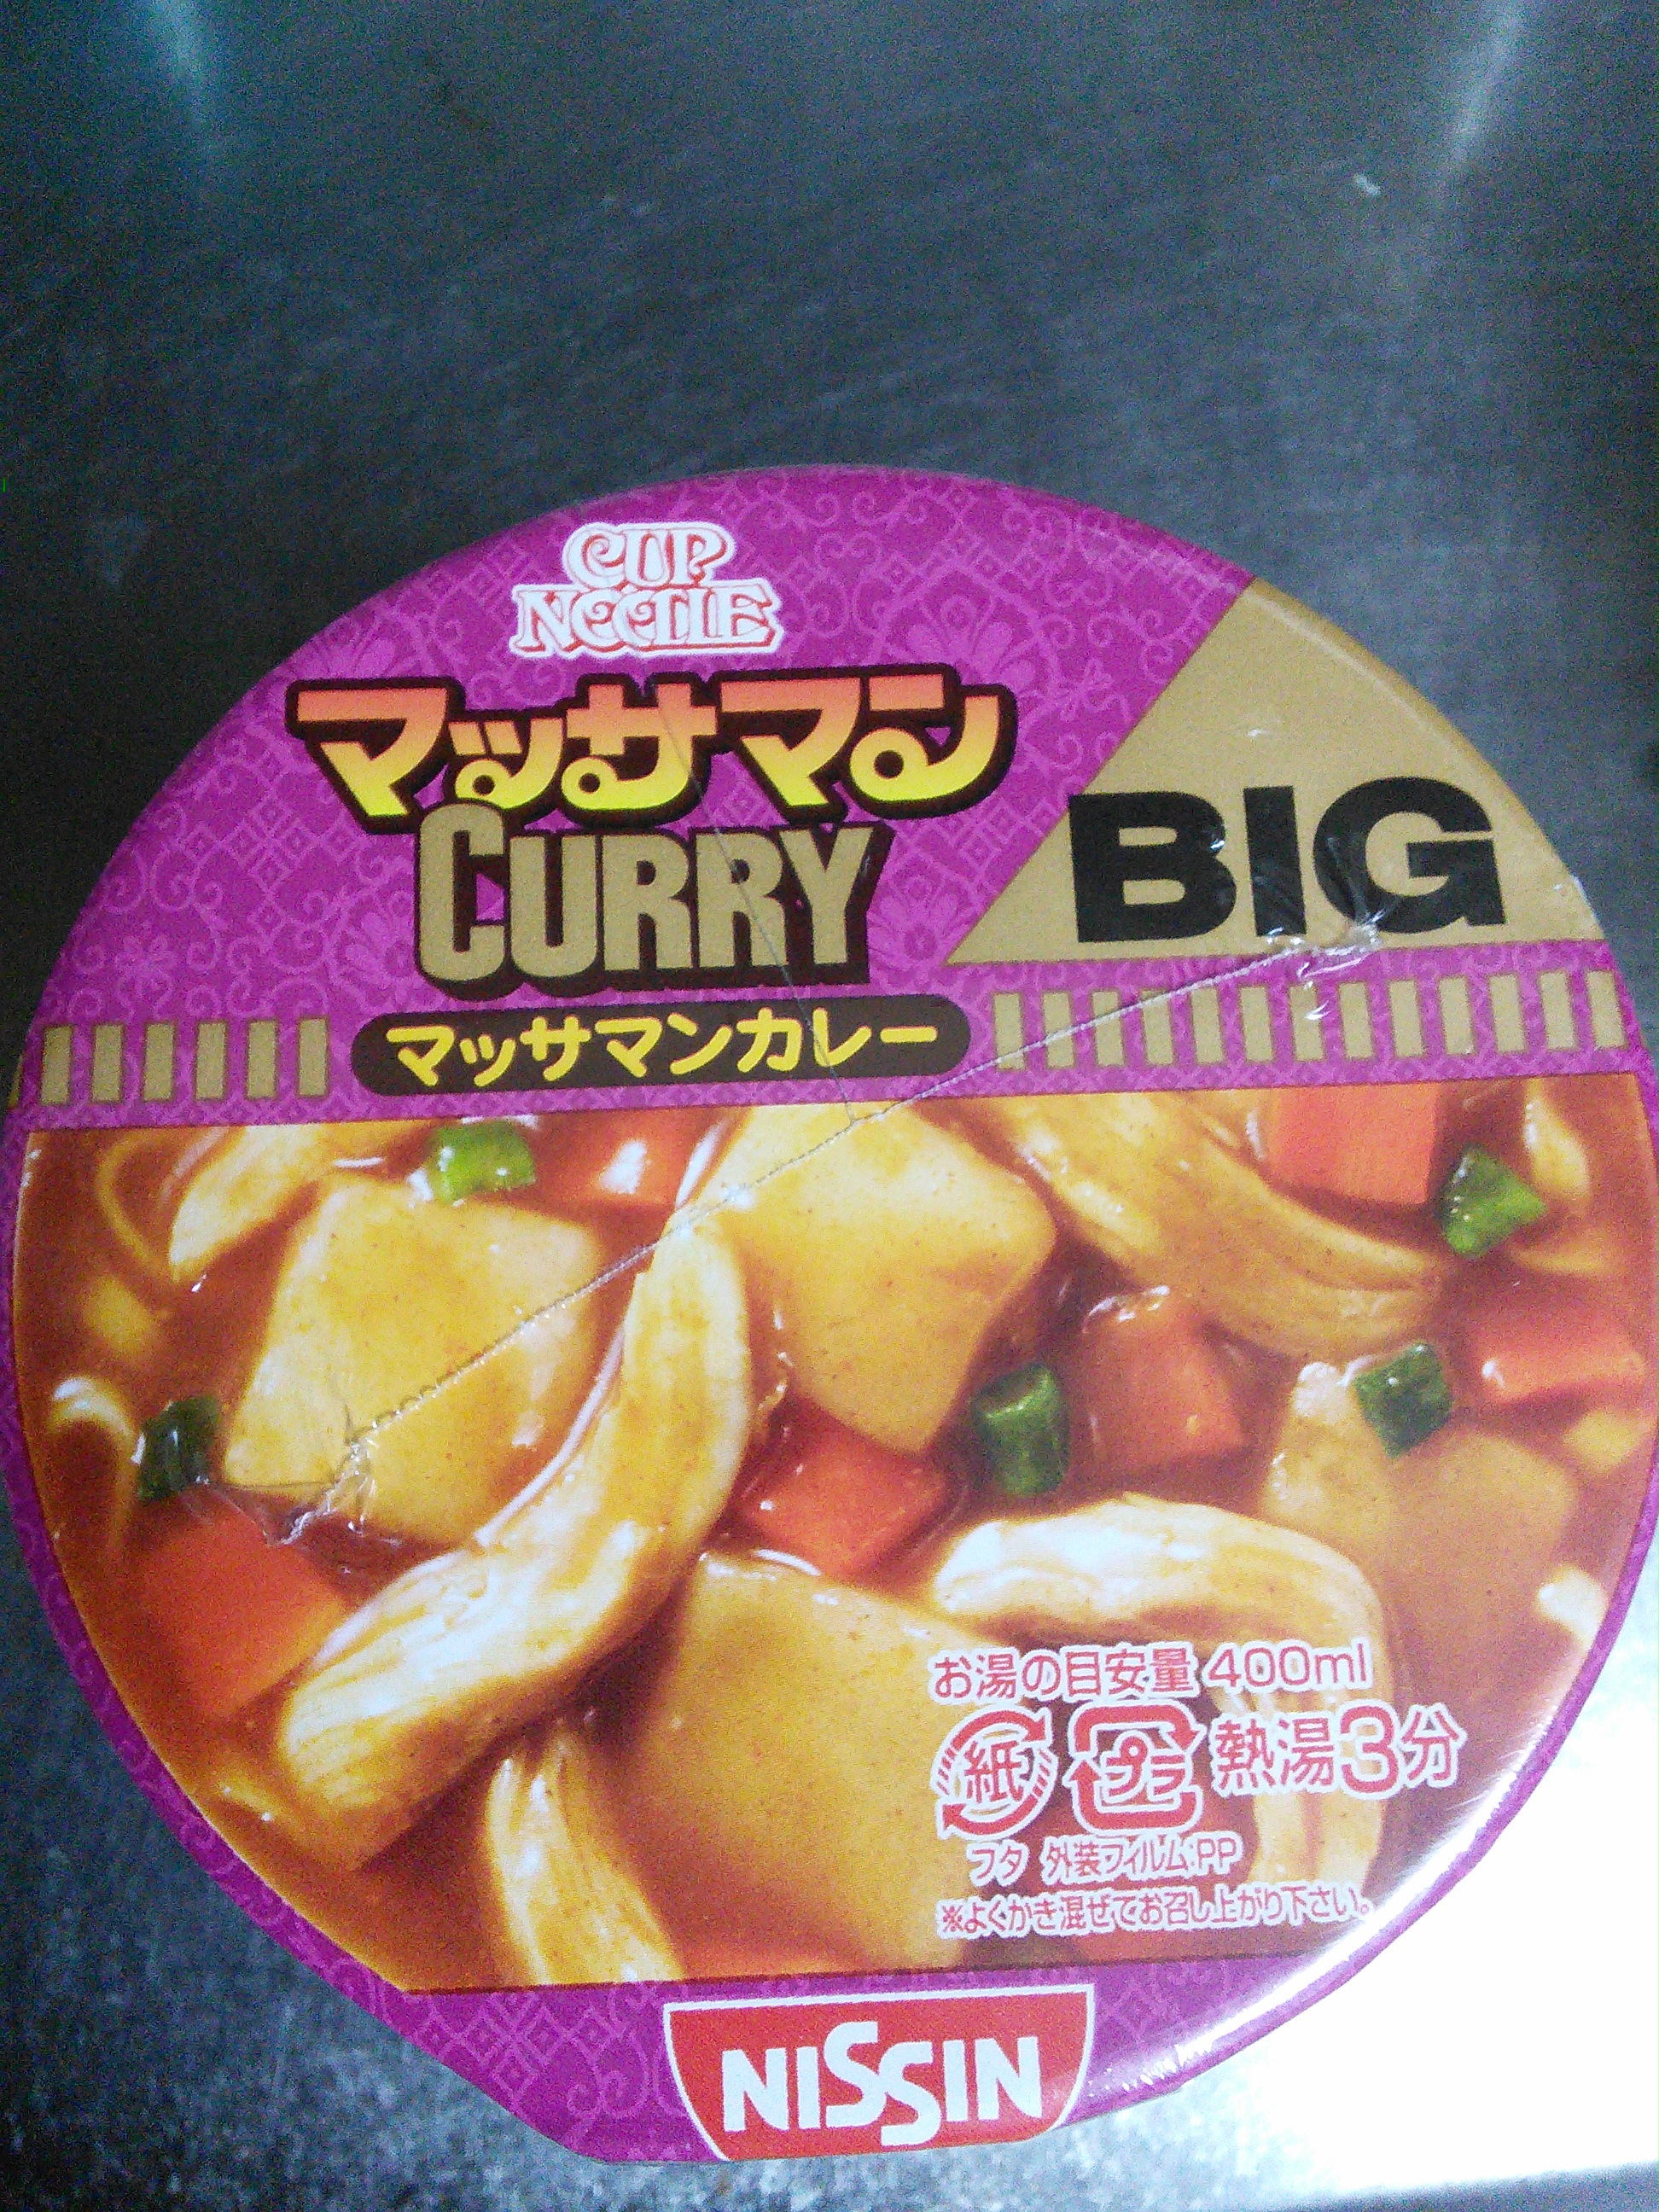 CUP
NOODLE
マッサマン
CURRY
BIG
マッサマンカレー
お湯の目安量 400ml
紙 プラ 熱湯3分
フタ 外装フィルム:PP
※よくかき混ぜてお召し上がり下さい。
NISSIN